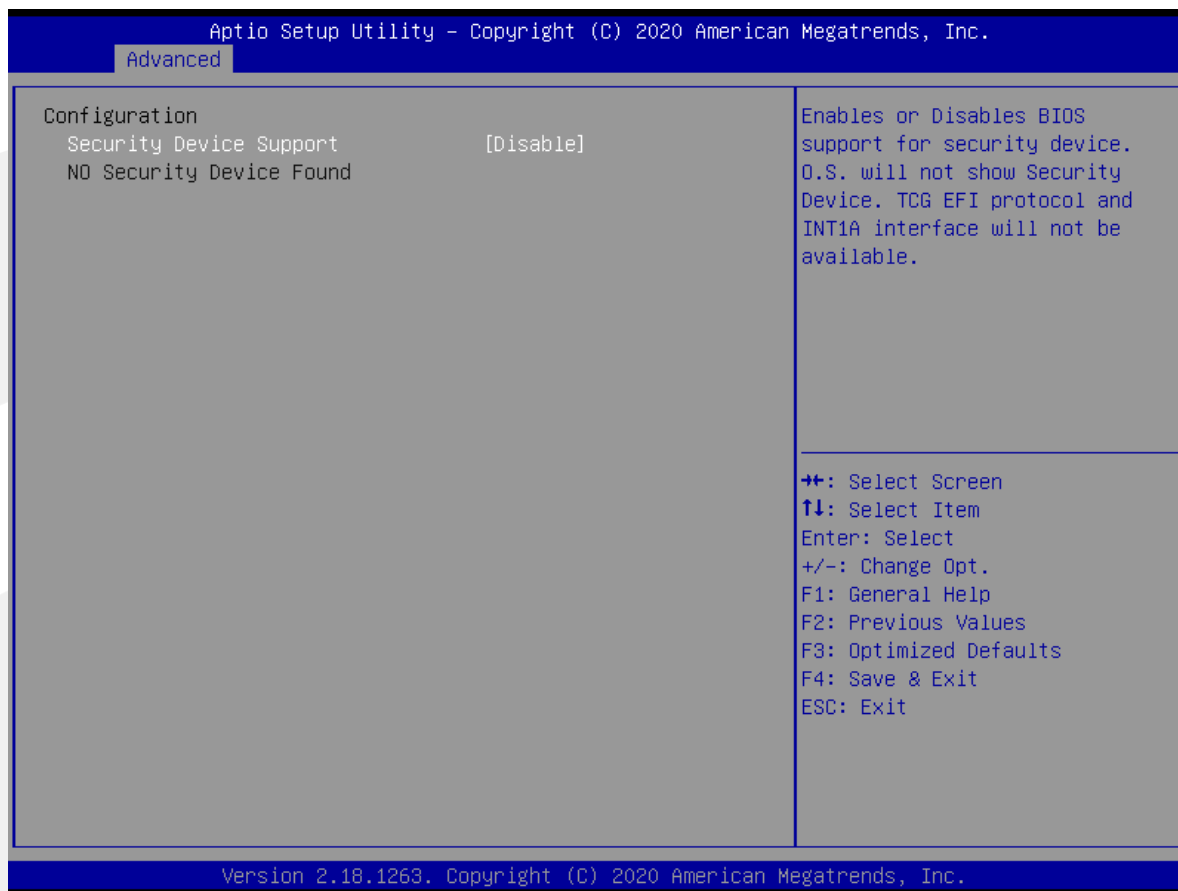 Aptio Setup Utility – Copyright (C) 2020 American Megatrends, Inc.
Advanced
Configuration
Security Device Support [Disable]
NO Security Device Found
Enables or Disables BIOS
support for security device.
O.S. will not show Security
Device. TCG EFI protocol and
INT1A interface will not be
available.
→←: Select Screen
↑↓: Select Item
Enter: Select
+/-: Change Opt.
F1: General Help
F2: Previous Values
F3: Optimized Defaults
F4: Save & Exit
ESC: Exit
Version 2.18.1263. Copyright (C) 2020 American Megatrends, Inc.